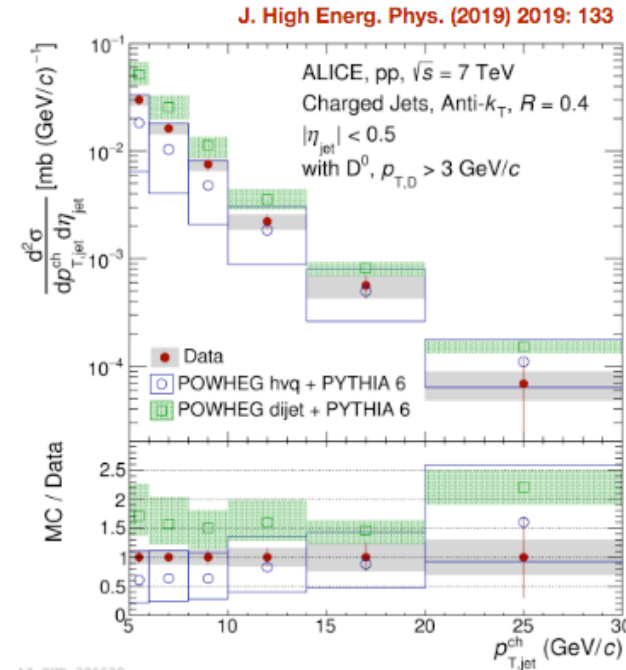 J. High Energ. Phys. (2019) 2019: 133
10⁻¹
ALICE, pp, √s = 7 TeV
Charged Jets, Anti-k_T, R = 0.4
|η_jet| < 0.5
with D⁰, p_T,D > 3 GeV/c
10⁻²
10⁻³
10⁻⁴
d²σ / dp^ch_T,jet dη_jet [mb (GeV/c)⁻¹]
Data
POWHEG hvq + PYTHIA 6
POWHEG dijet + PYTHIA 6
MC / Data
2.5
2
1.5
1
0.5
0
5 10 15 20 25 30
p^ch_T,jet (GeV/c)